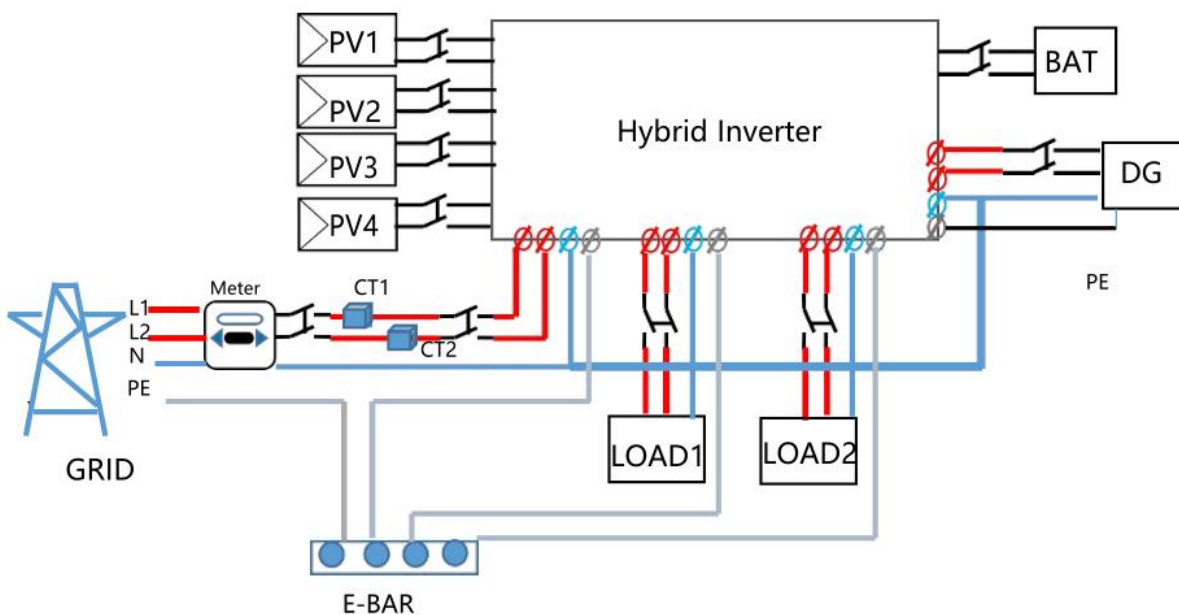 PV1
PV2
PV3
PV4
Hybrid Inverter
BAT
DG
PE
Meter
CT1
CT2
L1
L2
N
PE
GRID
LOAD1
LOAD2
E-BAR